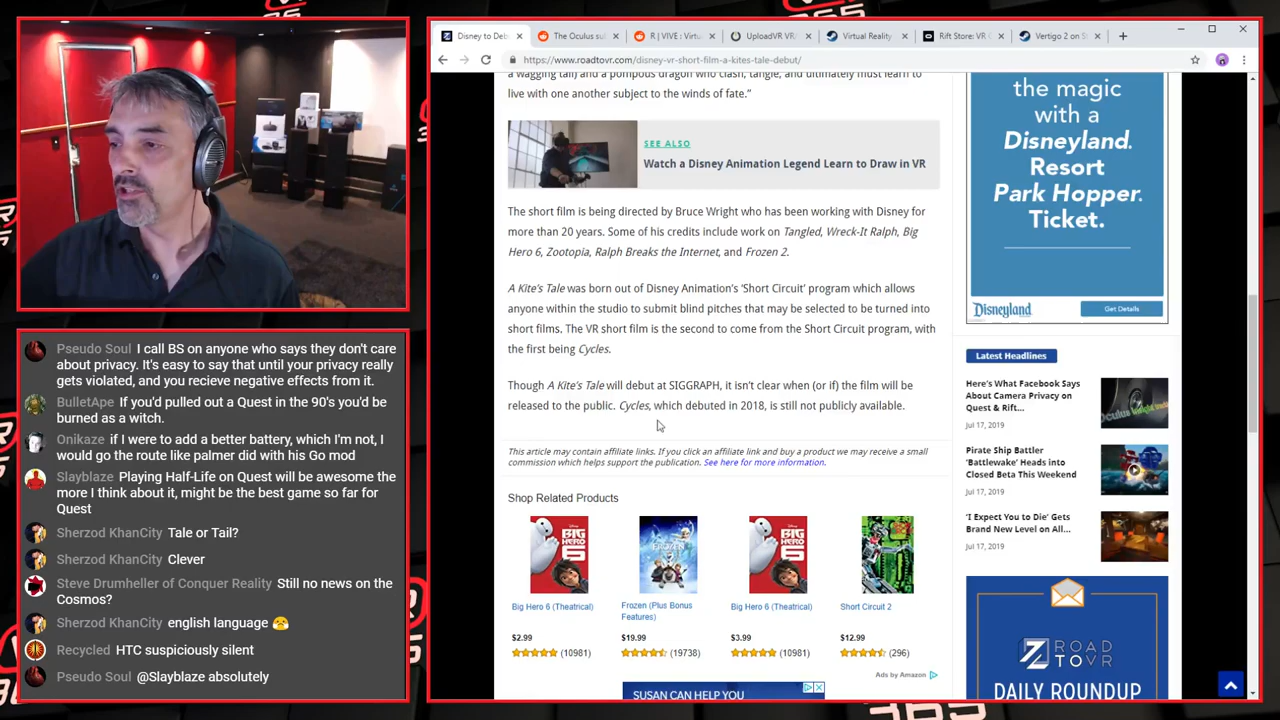 Disney to Deb
The Oculus su
R | VIVE : Virtu
UploadVR VR
Virtual Reality
Rift Store: VR C
Vertigo 2 on S
https://www.roadtovr.com/disney-vr-short-film-a-kites-tale-debut/
a wagging tail) and a pompous dragon who clash, tangle, and ultimately must learn to
live with one another subject to the winds of fate.”
SEE ALSO
Watch a Disney Animation Legend Learn to Draw in VR
The short film is being directed by Bruce Wright who has been working with Disney for
more than 20 years. Some of his credits include work on Tangled, Wreck-It Ralph, Big
Hero 6, Zootopia, Ralph Breaks the Internet, and Frozen 2.
A Kite’s Tale was born out of Disney Animation’s ‘Short Circuit’ program which allows
anyone within the studio to submit blind pitches that may be selected to be turned into
short films. The VR short film is the second to come from the Short Circuit program, with
the first being Cycles.
Though A Kite’s Tale will debut at SIGGRAPH, it isn’t clear when (or if) the film will be
released to the public. Cycles, which debuted in 2018, is still not publicly available.
This article may contain affiliate links. If you click an affiliate link and buy a product we may receive a small
commission which helps support the publication. See here for more information.
Shop Related Products
BIG HERO 6
FROZEN
BIG HERO 6
Big Hero 6 (Theatrical)
Frozen (Plus Bonus
Features)
Big Hero 6 (Theatrical)
Short Circuit 2
$2.99
$19.99
$3.99
$12.99
(10981)
(19738)
(10981)
(296)
Ads by Amazon
SUSAN CAN HELP YOU
the magic
with a
Disneyland®
Resort
Park Hopper®
Ticket.
Disneyland
Get Details
Latest Headlines
Here’s What Facebook Says
About Camera Privacy on
Quest & Rift...
Jul 17, 2019
Pirate Ship Battler
‘Battlewake’ Heads into
Closed Beta This Weekend
Jul 17, 2019
‘I Expect You to Die’ Gets
Brand New Level on All...
Jul 16, 2019
ROAD
TOVR
DAILY ROUNDUP
Pseudo Soul I call BS on anyone who says they don't care
about privacy. It's easy to say that until your privacy really
gets violated, and you recieve negative effects from it.
BulletApe If you'd pulled out a Quest in the 90's you'd be
burned as a witch.
Onikaze if I were to add a better battery, which I'm not, I
would go the route like palmer did with his Go mod
Slayblaze Playing Half-Life on Quest will be awesome the
more I think about it, might be the best game so far for
Quest
Sherzod KhanCity Tale or Tail?
Sherzod KhanCity Clever
Steve Drumheller of Conquer Reality Still no news on the
Cosmos?
Sherzod KhanCity english language 😤
Recycled HTC suspiciously silent
Pseudo Soul @Slayblaze absolutely